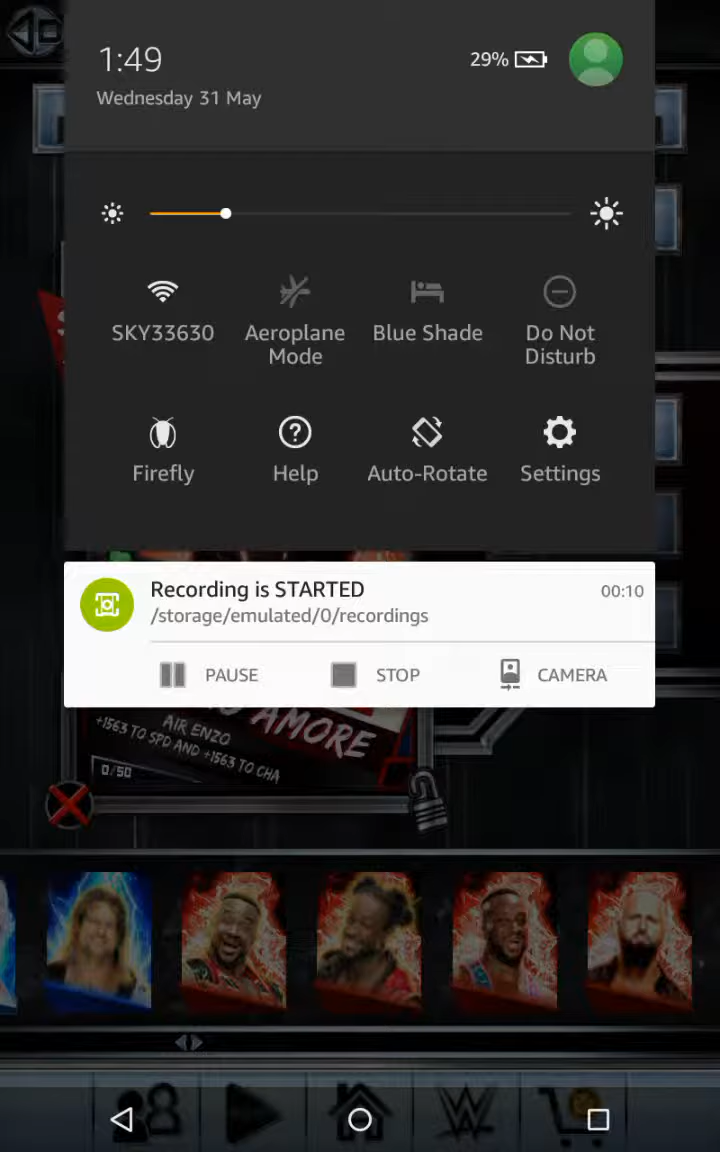 1:49
29%
Wednesday 31 May
SKY33630
Aeroplane Mode
Blue Shade
Do Not Disturb
Firefly
Help
Auto-Rotate
Settings
Recording is STARTED
00:10
/storage/emulated/0/recordings
PAUSE
STOP
CAMERA
AMORE
AIR ENZO
+1563 TO SPD AND +1563 TO CHA
0/50